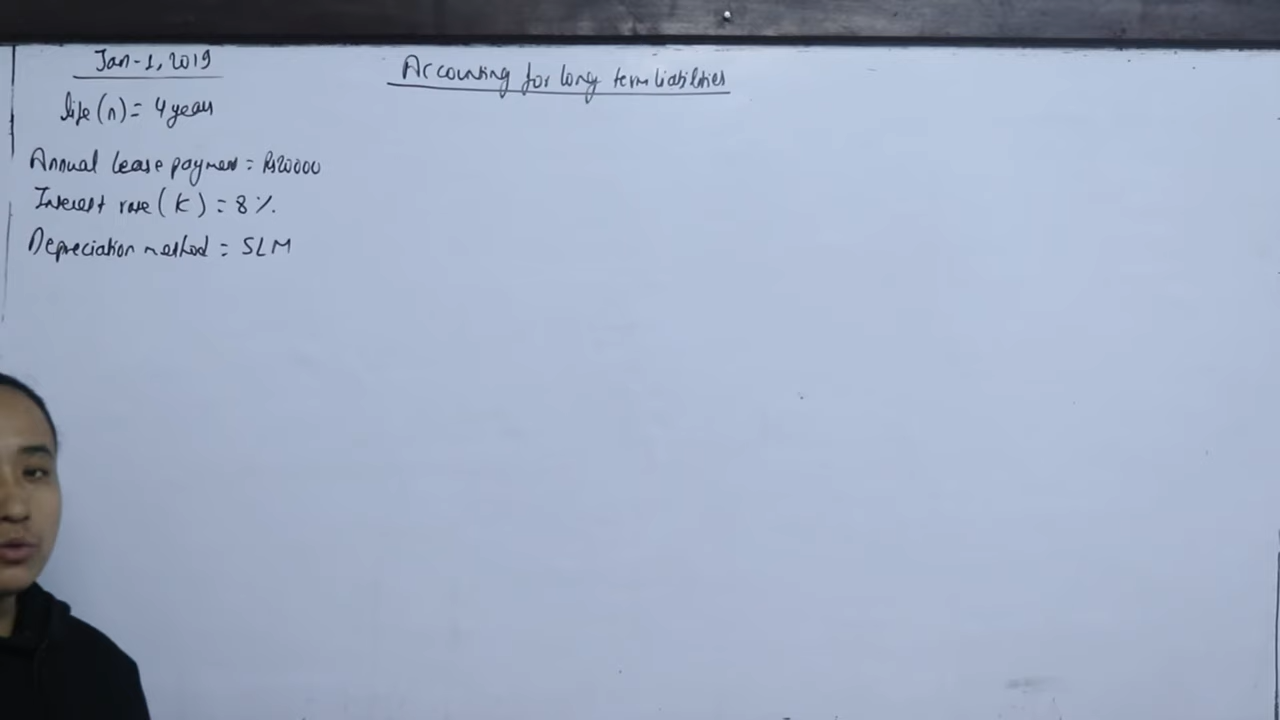 Jan-1, 2019
Accounting for long term liabilities
life (n) = 4 years
Annual lease payment = Rs20000
Interest rate (K) = 8 %.
Depreciation method = SLM